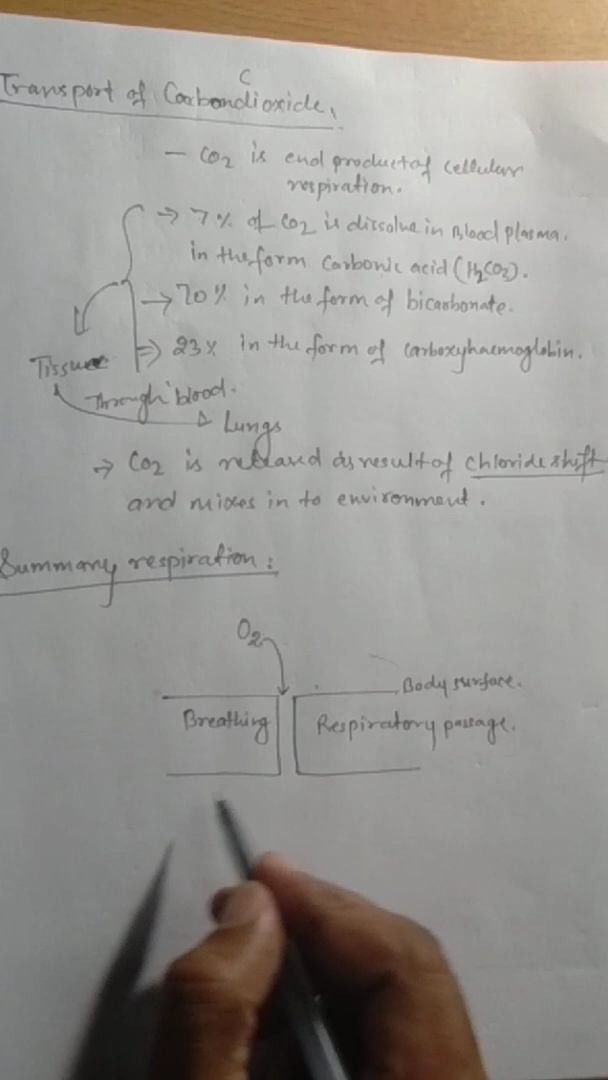 C
Transport of Carbondioxide,
- CO2 is end product of cellular
respiration.
→ 7% of CO2 is dissolve in Blood plasma.
in the form Carbonic acid (H2CO3).
→ 70% in the form of bicarbonate.
⇒ 23% in the form of carboxyhaemoglobin.
Tissue
Through blood.
Lungs
→ CO2 is as result of chloride shift
and mixes in to environment.
Summary respiration:
O2
Body surface.
Breathing Respiratory passage.